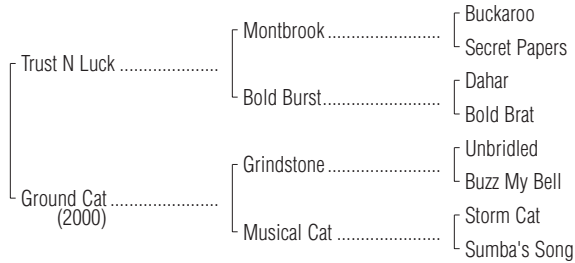 Buckaroo
Montbrook
Secret Papers
Trust N Luck
Dahar
Bold Burst
Bold Brat
Unbridled
Grindstone
Buzz My Bell
Ground Cat
(2000)
Storm Cat
Musical Cat
Sumba's Song